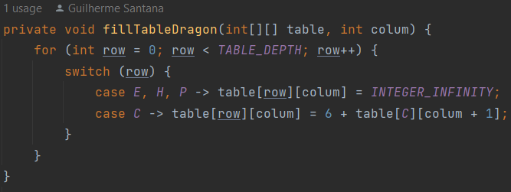 1 usage Guilherme Santana
private void fillTableDragon(int[][] table, int colum) {
for (int row = 0; row < TABLE_DEPTH; row++) {
switch (row) {
case E, H, P -> table[row][colum] = INTEGER_INFINITY;
case C -> table[row][colum] = 6 + table[C][colum + 1];
}
}
}